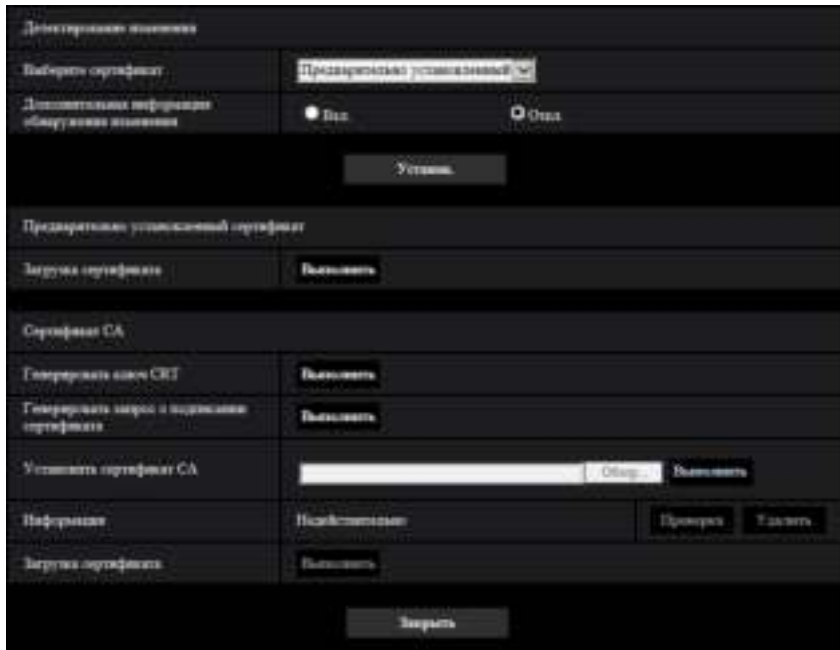 Детектирование изменения
Выберите сертификат
Предварительно установленный
Дополнительная информация
обнаружения изменения
Вкл.
Откл.
Установ.
Предварительно установленный сертификат
Загрузка сертификата
Выполнить
Сертификат CA
Генерировать ключ CRT
Выполнить
Генерировать запрос о подписании
сертификата
Выполнить
Установить сертификат CA
Обзор...
Выполнить
Информация
Недействительно
Проверка
Удалить
Загрузка сертификата
Выполнить
Закрыть